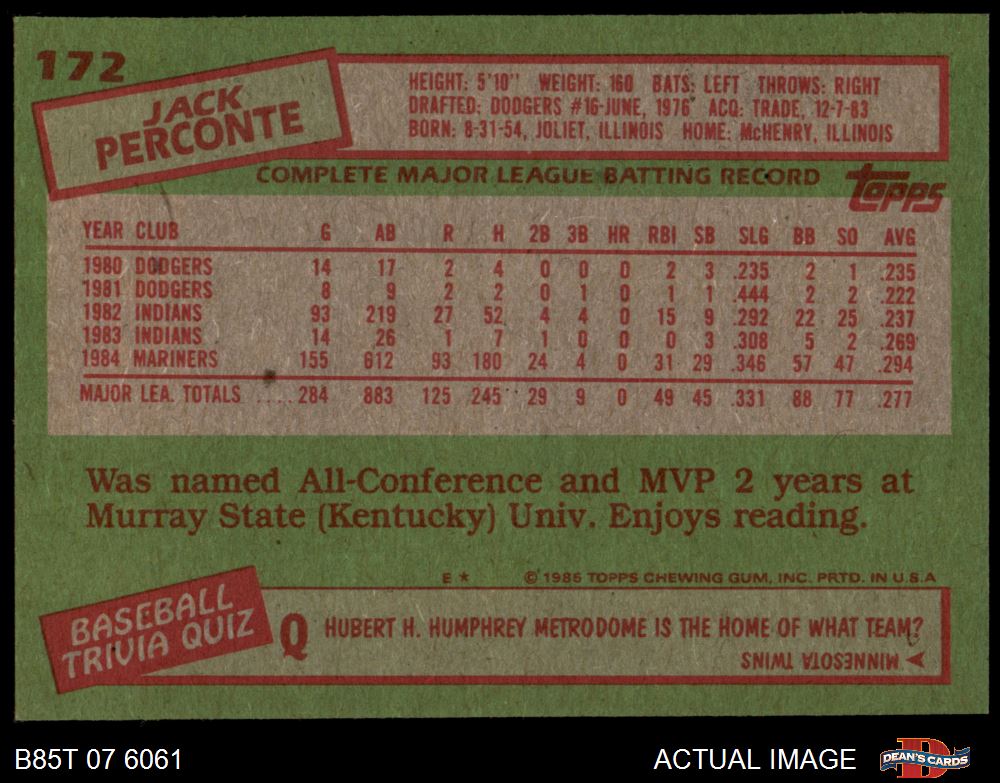 172
JACK
PERCONTE
HEIGHT: 5'10" WEIGHT: 160 BATS: LEFT THROWS: RIGHT
DRAFTED: DODGERS #16-JUNE, 1976 ACQ: TRADE, 12-7-83
BORN: 8-31-54, JOLIET, ILLINOIS HOME: McHENRY, ILLINOIS
COMPLETE MAJOR LEAGUE BATTING RECORD
topps
YEAR CLUB G AB R H 2B 3B HR RBI SB SLG BB SO AVG
1980 DODGERS 14 17 2 4 0 0 0 2 3 .235 2 1 .235
1981 DODGERS 8 9 2 2 0 1 0 1 1 .444 2 2 .222
1982 INDIANS 93 219 27 52 4 4 0 15 9 .292 22 25 .237
1983 INDIANS 14 26 1 7 1 0 0 0 3 .308 5 2 .269
1984 MARINERS 155 612 93 180 24 4 0 31 29 .346 57 47 .294
MAJOR LEA. TOTALS .....284 883 125 245 29 9 0 49 45 .331 88 77 .277
Was named All-Conference and MVP 2 years at
Murray State (Kentucky) Univ. Enjoys reading.
E * © 1985 TOPPS CHEWING GUM, INC. PRTD. IN U.S.A
BASEBALL
TRIVIA QUIZ
Q HUBERT H. HUMPHREY METRODOME IS THE HOME OF WHAT TEAM?
MINNESOTA TWINS
B85T 07 6061
ACTUAL IMAGE
DEAN'S CARDS